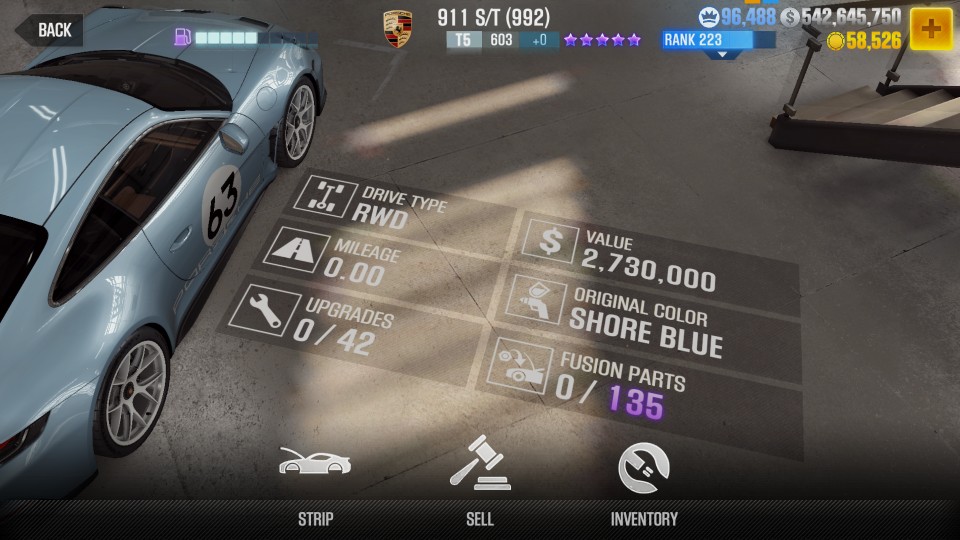 BACK
911 S/T (992)
T5 603 +0
96,488
542,645,750
RANK 223
58,526
63
DRIVE TYPE
RWD
MILEAGE
0.00
UPGRADES
0 / 42
VALUE
2,730,000
ORIGINAL COLOR
SHORE BLUE
FUSION PARTS
0 / 135
STRIP
SELL
INVENTORY